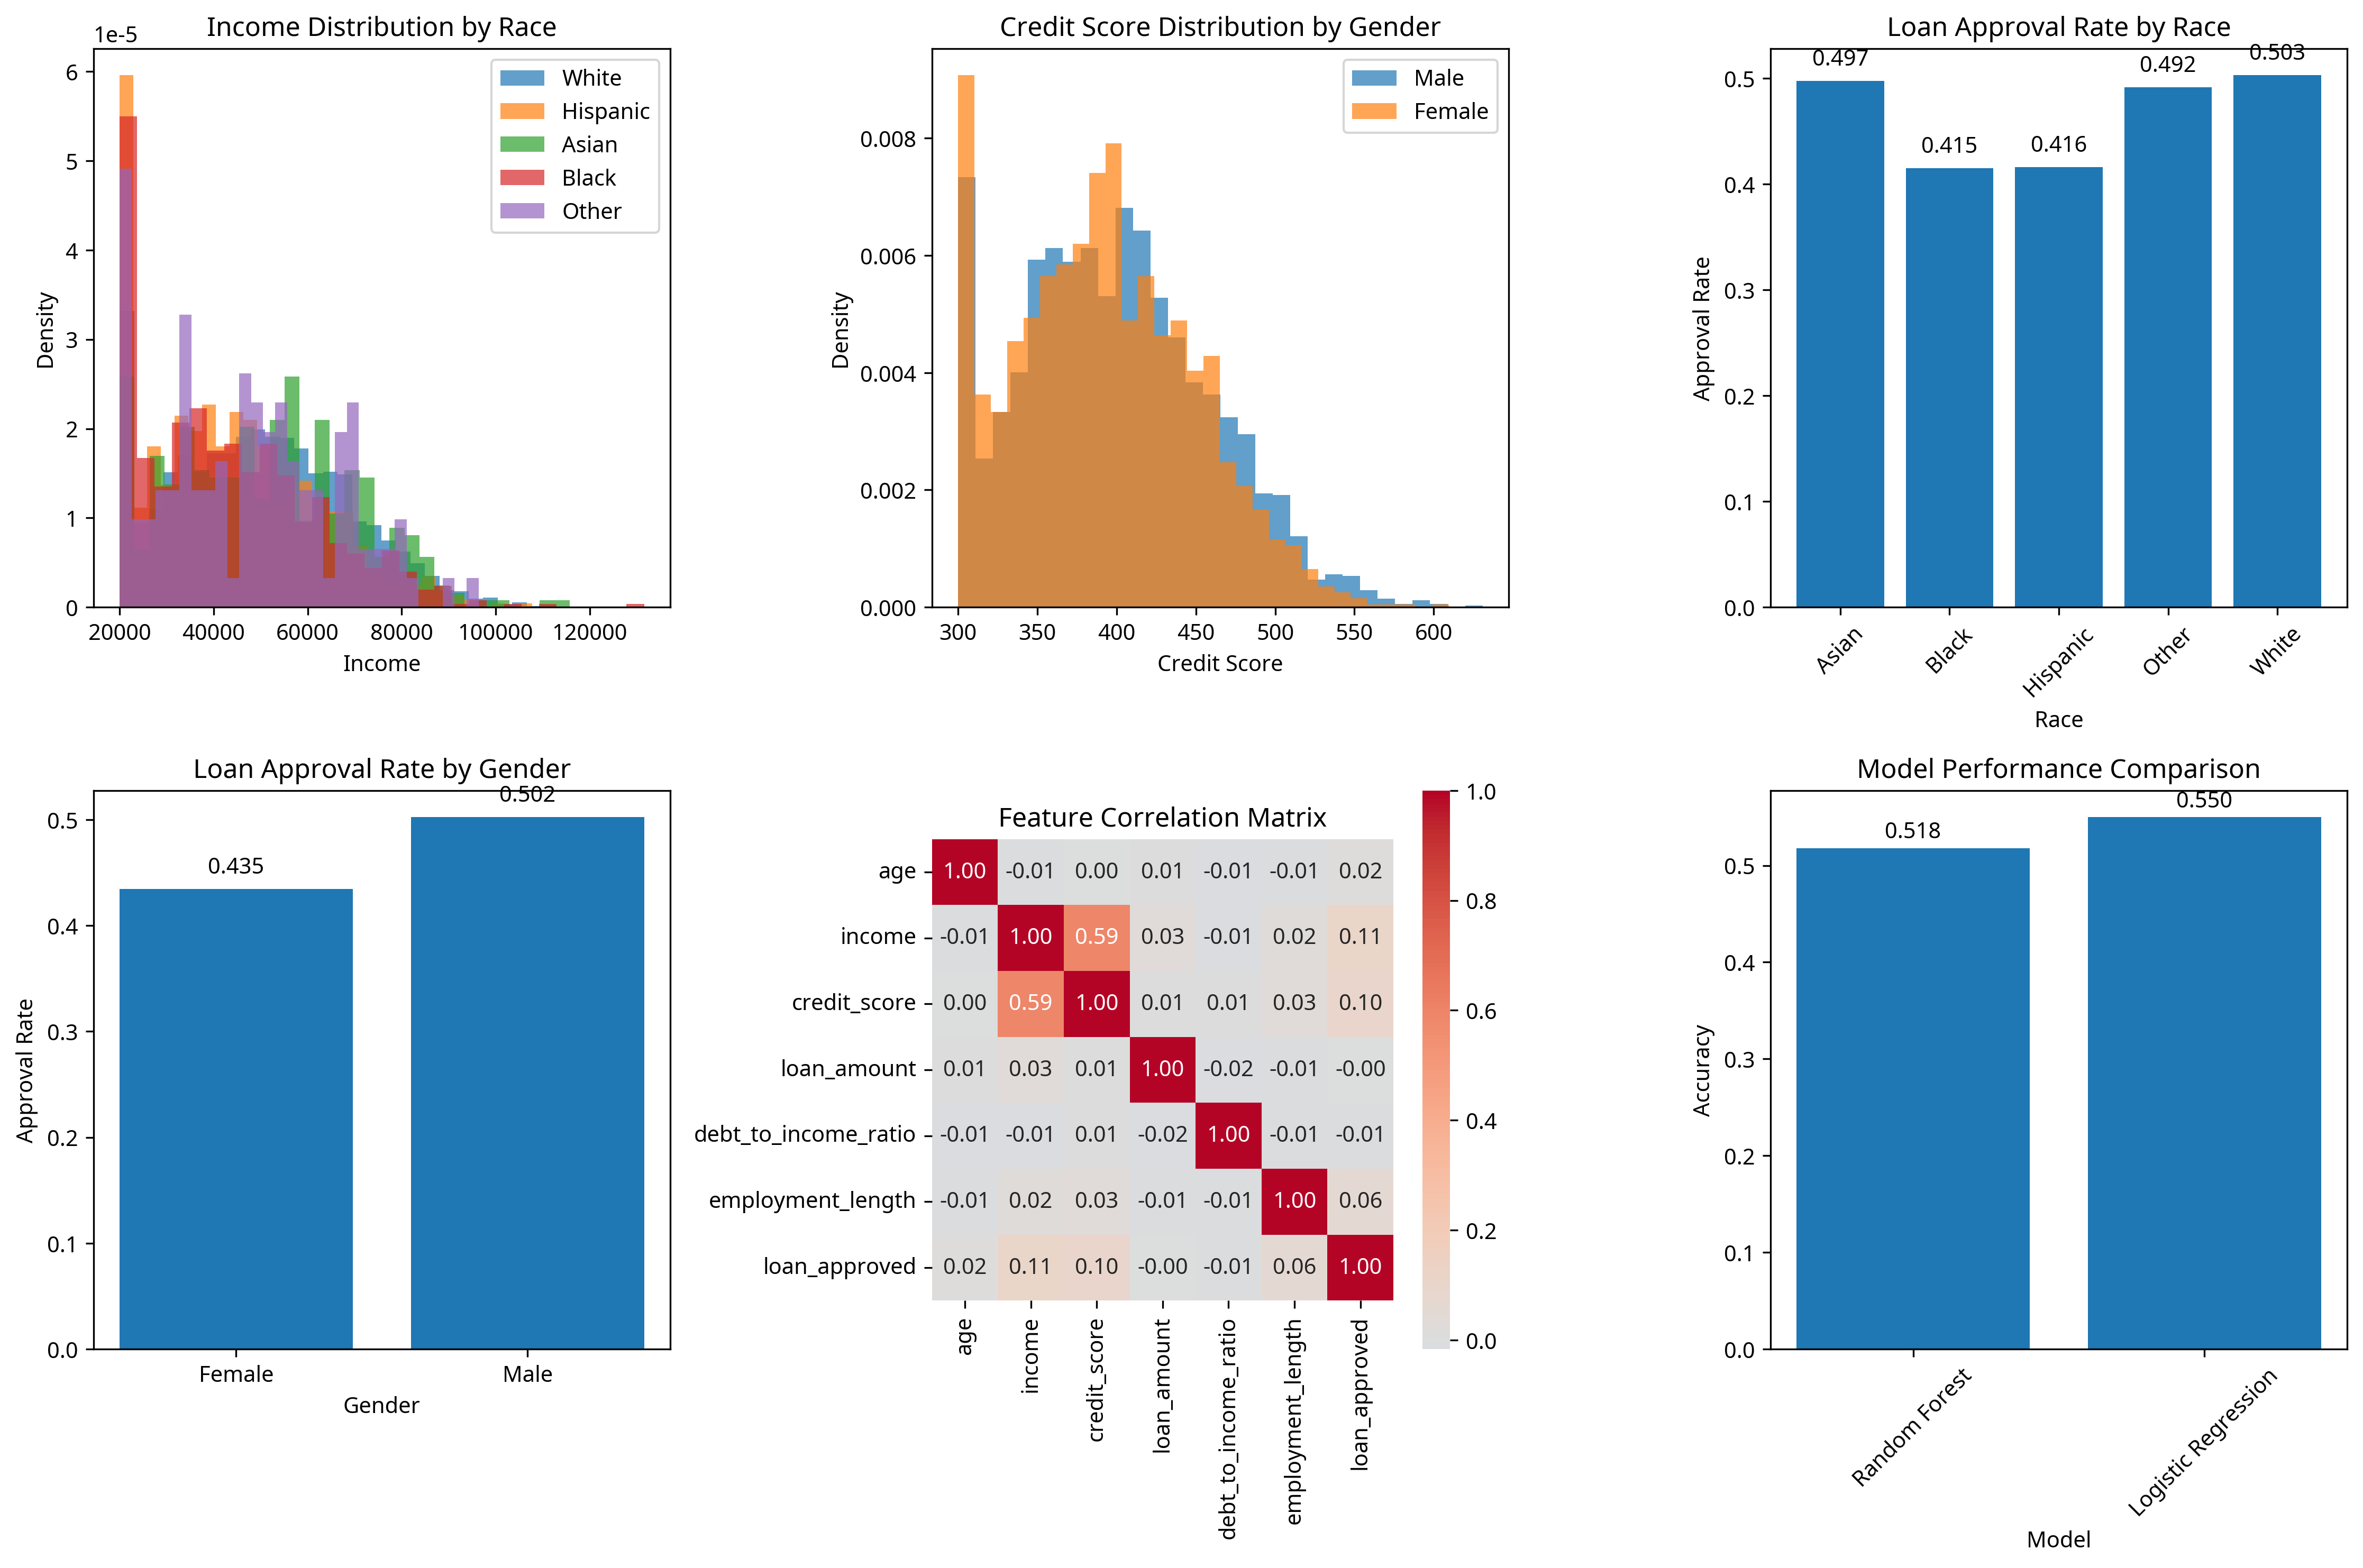 Income Distribution by Race
1e-5
6
5
4
3
2
1
0
Density
20000 40000 60000 80000 100000 120000
Income
White
Hispanic
Asian
Black
Other
Credit Score Distribution by Gender
0.008
0.006
0.004
0.002
0.000
Density
300 350 400 450 500 550 600
Credit Score
Male
Female
Loan Approval Rate by Race
0.497 0.415 0.416 0.492 0.503
0.5
0.4
0.3
0.2
0.1
0.0
Approval Rate
Asian Black Hispanic Other White
Race
Loan Approval Rate by Gender
0.435 0.502
0.5
0.4
0.3
0.2
0.1
0.0
Approval Rate
Female Male
Gender
Feature Correlation Matrix
age 1.00 -0.01 0.00 0.01 -0.01 -0.01 0.02
income -0.01 1.00 0.59 0.03 -0.01 0.02 0.11
credit_score 0.00 0.59 1.00 0.01 0.01 0.03 0.10
loan_amount 0.01 0.03 0.01 1.00 -0.02 -0.01 -0.00
debt_to_income_ratio -0.01 -0.01 0.01 -0.02 1.00 -0.01 -0.01
employment_length -0.01 0.02 0.03 -0.01 -0.01 1.00 0.06
loan_approved 0.02 0.11 0.10 -0.00 -0.01 0.06 1.00
age income credit_score loan_amount debt_to_income_ratio employment_length loan_approved
1.0
0.8
0.6
0.4
0.2
0.0
Model Performance Comparison
0.518 0.550
0.5
0.4
0.3
0.2
0.1
0.0
Accuracy
Random Forest Logistic Regression
Model